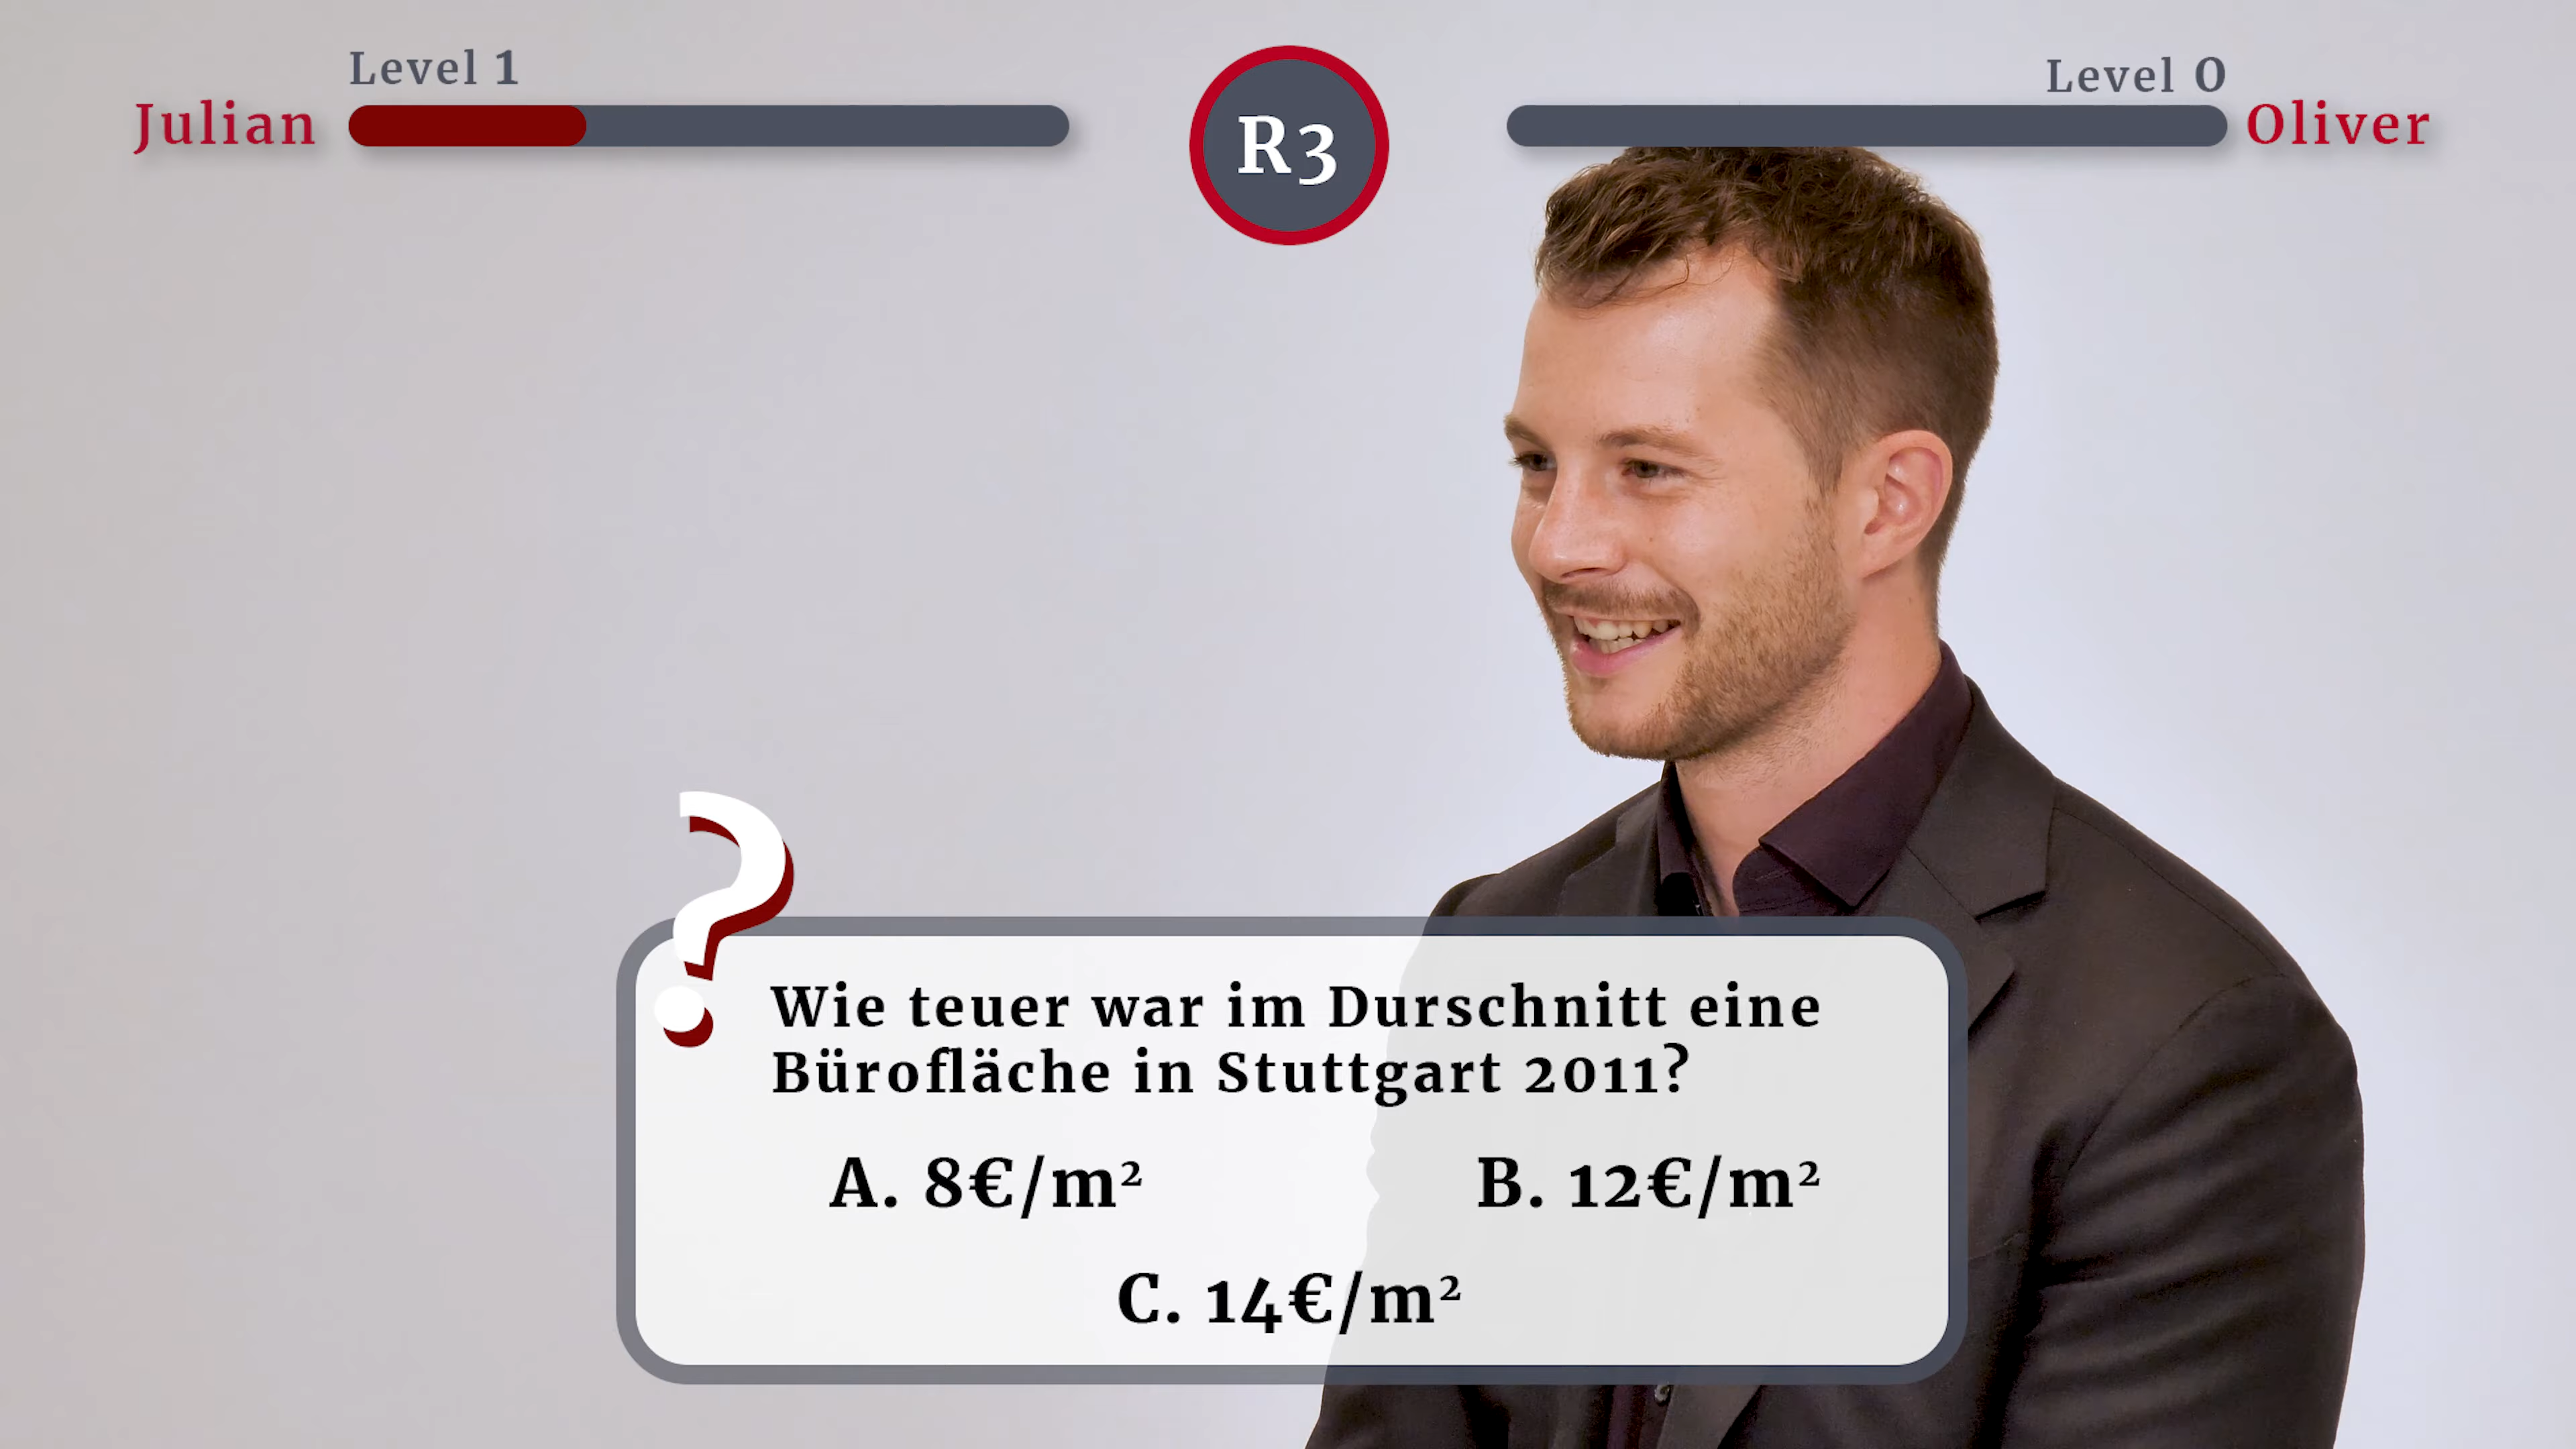 Level 1
Julian
R3
Level 0
Oliver
?
Wie teuer war im Durschnitt eine
Bürofläche in Stuttgart 2011?
A. 8€/m²
B. 12€/m²
C. 14€/m²